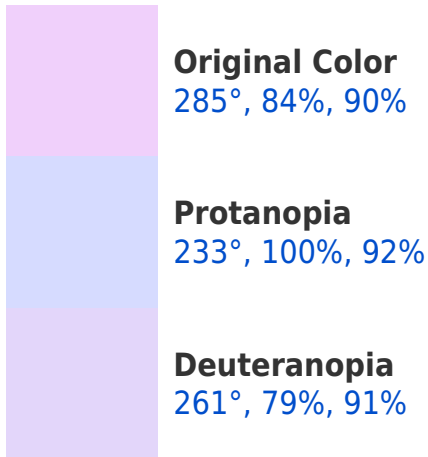 Original Color
285°, 84%, 90%
Protanopia
233°, 100%, 92%
Deuteranopia
261°, 79%, 91%